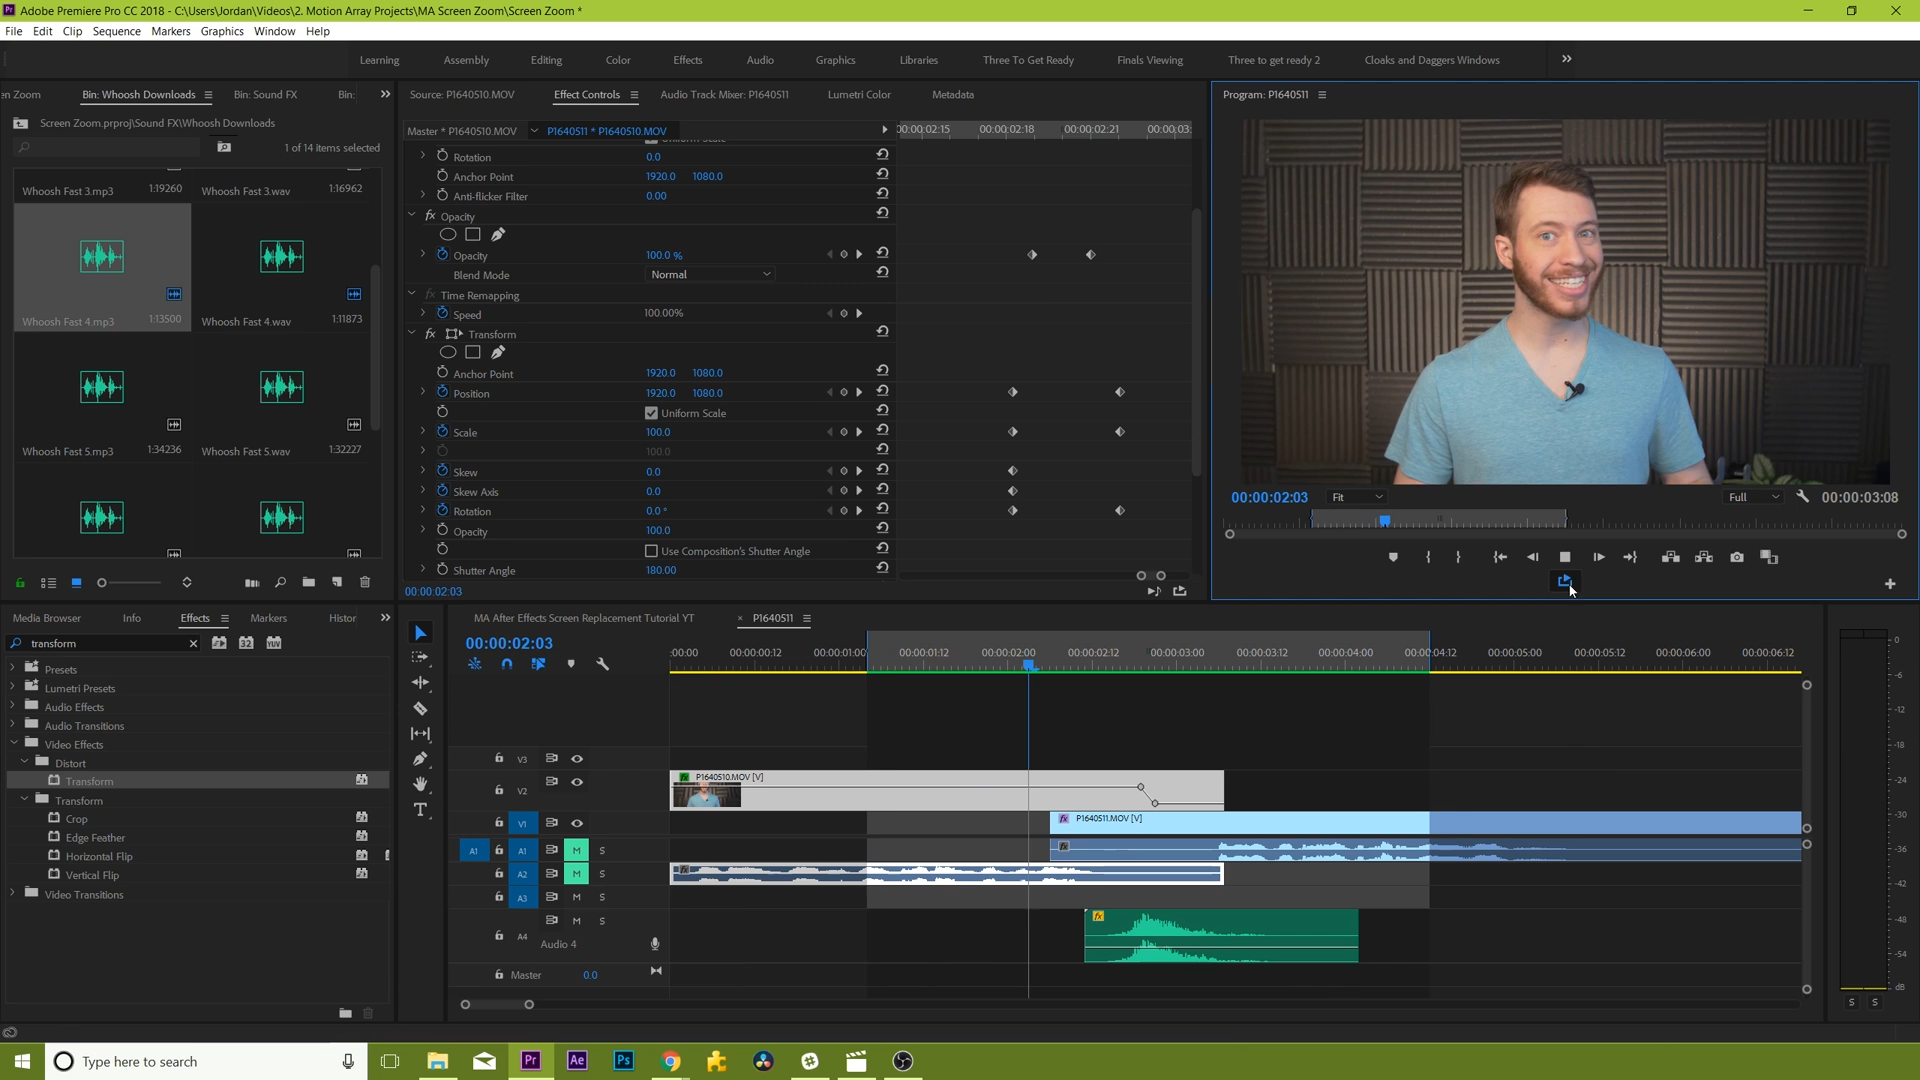 Adobe Premiere Pro CC 2018 - C:\Users\Jordan\Videos\2. Motion Array Projects\MA Screen Zoom\Screen Zoom *
File Edit Clip Sequence Markers Graphics Window Help
Learning Assembly Editing Color Effects Audio Graphics Libraries Three To Get Ready Finals Viewing Three to get ready 2 Cloaks and Daggers Windows
en Zoom Bin: Whoosh Downloads Bin: Sound FX Bin:
Screen Zoom.prproj\Sound FX\Whoosh Downloads
1 of 14 items selected
Whoosh Fast 3.mp3 1:19260 Whoosh Fast 3.wav 1:16962
Whoosh Fast 4.mp3 1:13500 Whoosh Fast 4.wav 1:11873
Whoosh Fast 5.mp3 1:34236 Whoosh Fast 5.wav 1:32227
Source: P1640510.MOV Effect Controls Audio Track Mixer: P1640511 Lumetri Color Metadata
Master * P1640510.MOV P1640511 * P1640510.MOV
00:00:02:15 00:00:02:18 00:00:02:21 00:00:03:
Uniform Scale
Rotation 0.0
Anchor Point 1920.0 1080.0
Anti-flicker Filter 0.00
fx Opacity
Opacity 100.0 %
Blend Mode Normal
fx Time Remapping
Speed 100.00%
fx Transform
Anchor Point 1920.0 1080.0
Position 1920.0 1080.0
Uniform Scale
Scale 100.0
100.0
Skew 0.0
Skew Axis 0.0
Rotation 0.0 °
Opacity 100.0
Use Composition's Shutter Angle
Shutter Angle 180.00
00:00:02:03
Program: P1640511
00:00:02:03 Fit Full 00:00:03:08
Media Browser Info Effects Markers Histor
transform
32 YUV
Presets
Lumetri Presets
Audio Effects
Audio Transitions
Video Effects
Distort
Transform
Transform
Crop
Edge Feather
Horizontal Flip
Vertical Flip
Video Transitions
MA After Effects Screen Replacement Tutorial YT × P1640511
00:00:02:03
:00:00 00:00:00:12 00:00:01:00 00:00:01:12 00:00:02:00 00:00:02:12 00:00:03:00 00:00:03:12 00:00:04:00 00:00:04:12 00:00:05:00 00:00:05:12 00:00:06:00 00:00:06:12
V3
V2
fx P1640510.MOV [V]
V1
fx P1640511.MOV [V]
A1 A1 M S
A2 M S
A3 M S
A4 M S
Audio 4
fx
Master 0.0
0
-6
-12
-18
-24
-30
-36
-42
-48
-54
dB
S S
Type here to search
Pr Ae Ps